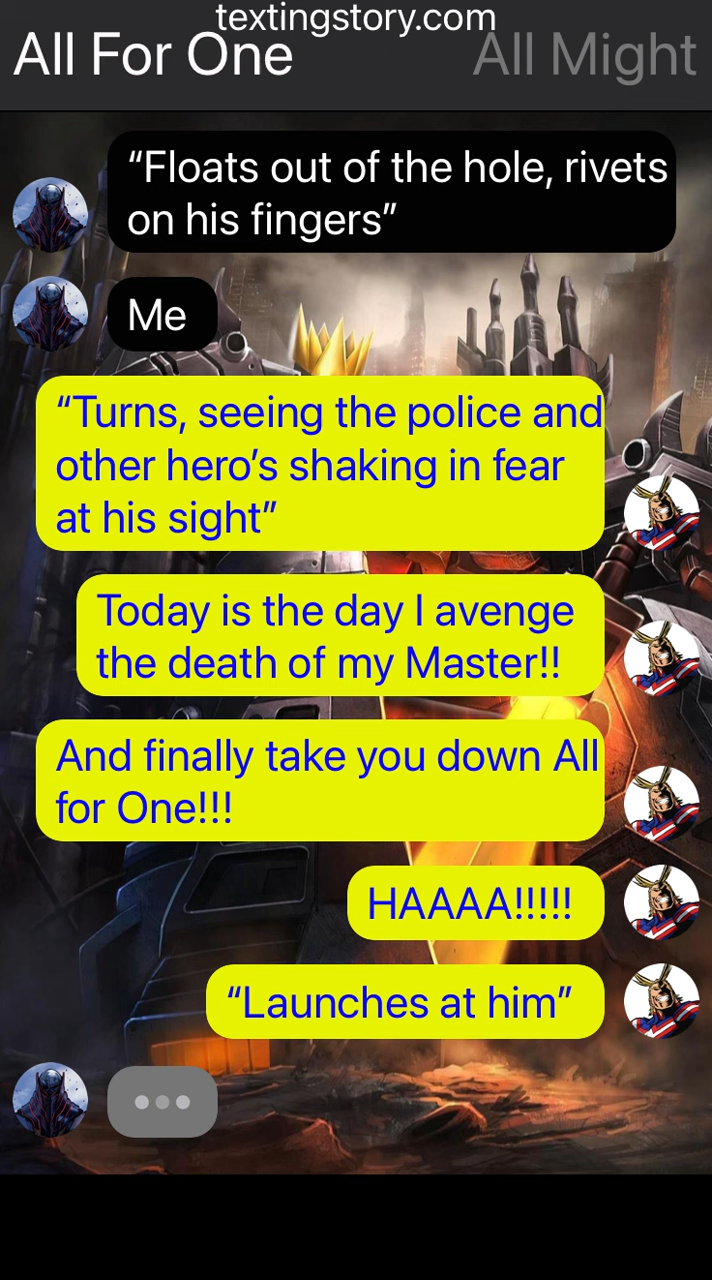 textingstory.com
All For One
All Might
“Floats out of the hole, rivets
on his fingers”
Me
“Turns, seeing the police and
other hero’s shaking in fear
at his sight”
Today is the day I avenge
the death of my Master!!
And finally take you down All
for One!!!
HAAAA!!!!!
“Launches at him”